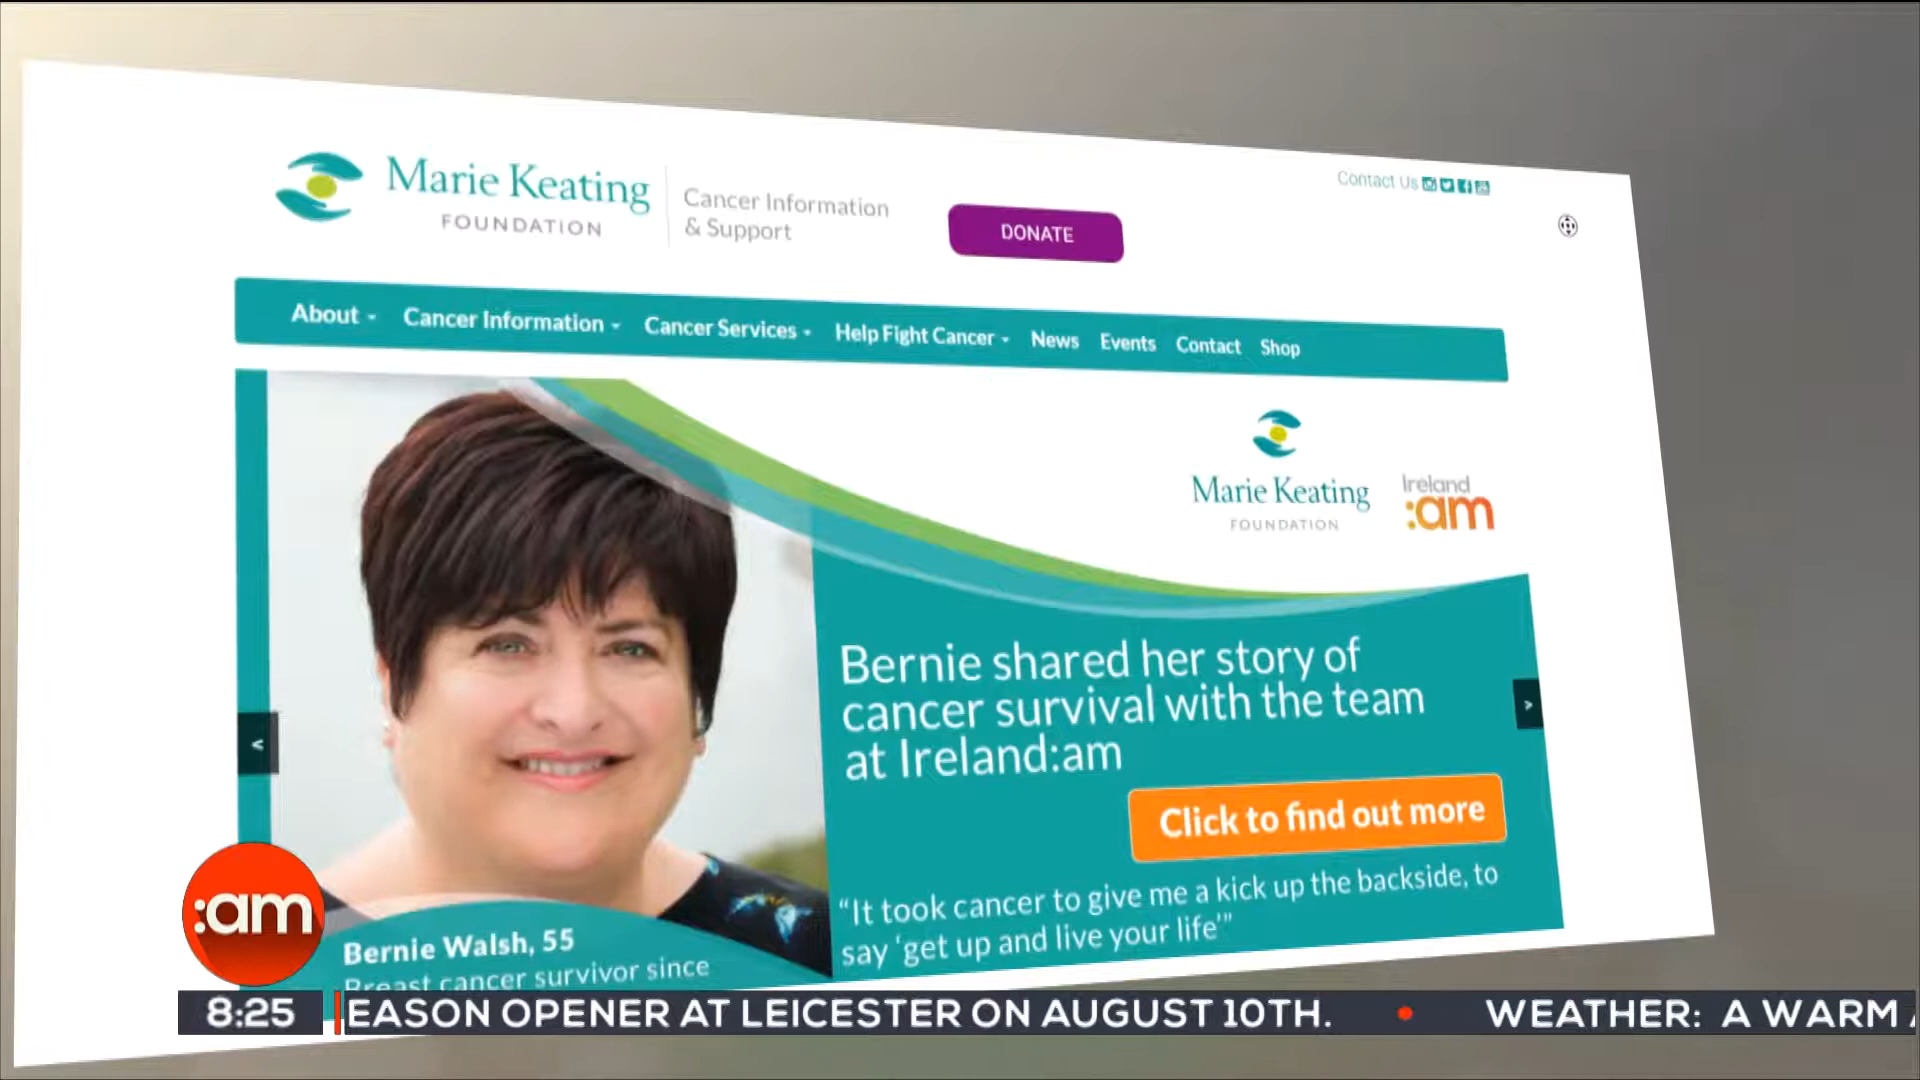 Marie Keating
FOUNDATION
Cancer Information
& Support
DONATE
Contact Us
About
Cancer Information
Cancer Services
Help Fight Cancer
News
Events
Contact
Shop
Marie Keating
FOUNDATION
Ireland
:am
Bernie shared her story of
cancer survival with the team
at Ireland:am
<
>
Click to find out more
“It took cancer to give me a kick up the backside, to
say ‘get up and live your life’”
Bernie Walsh, 55
Breast cancer survivor since
:am
8:25
EASON OPENER AT LEICESTER ON AUGUST 10TH. • WEATHER: A WARM